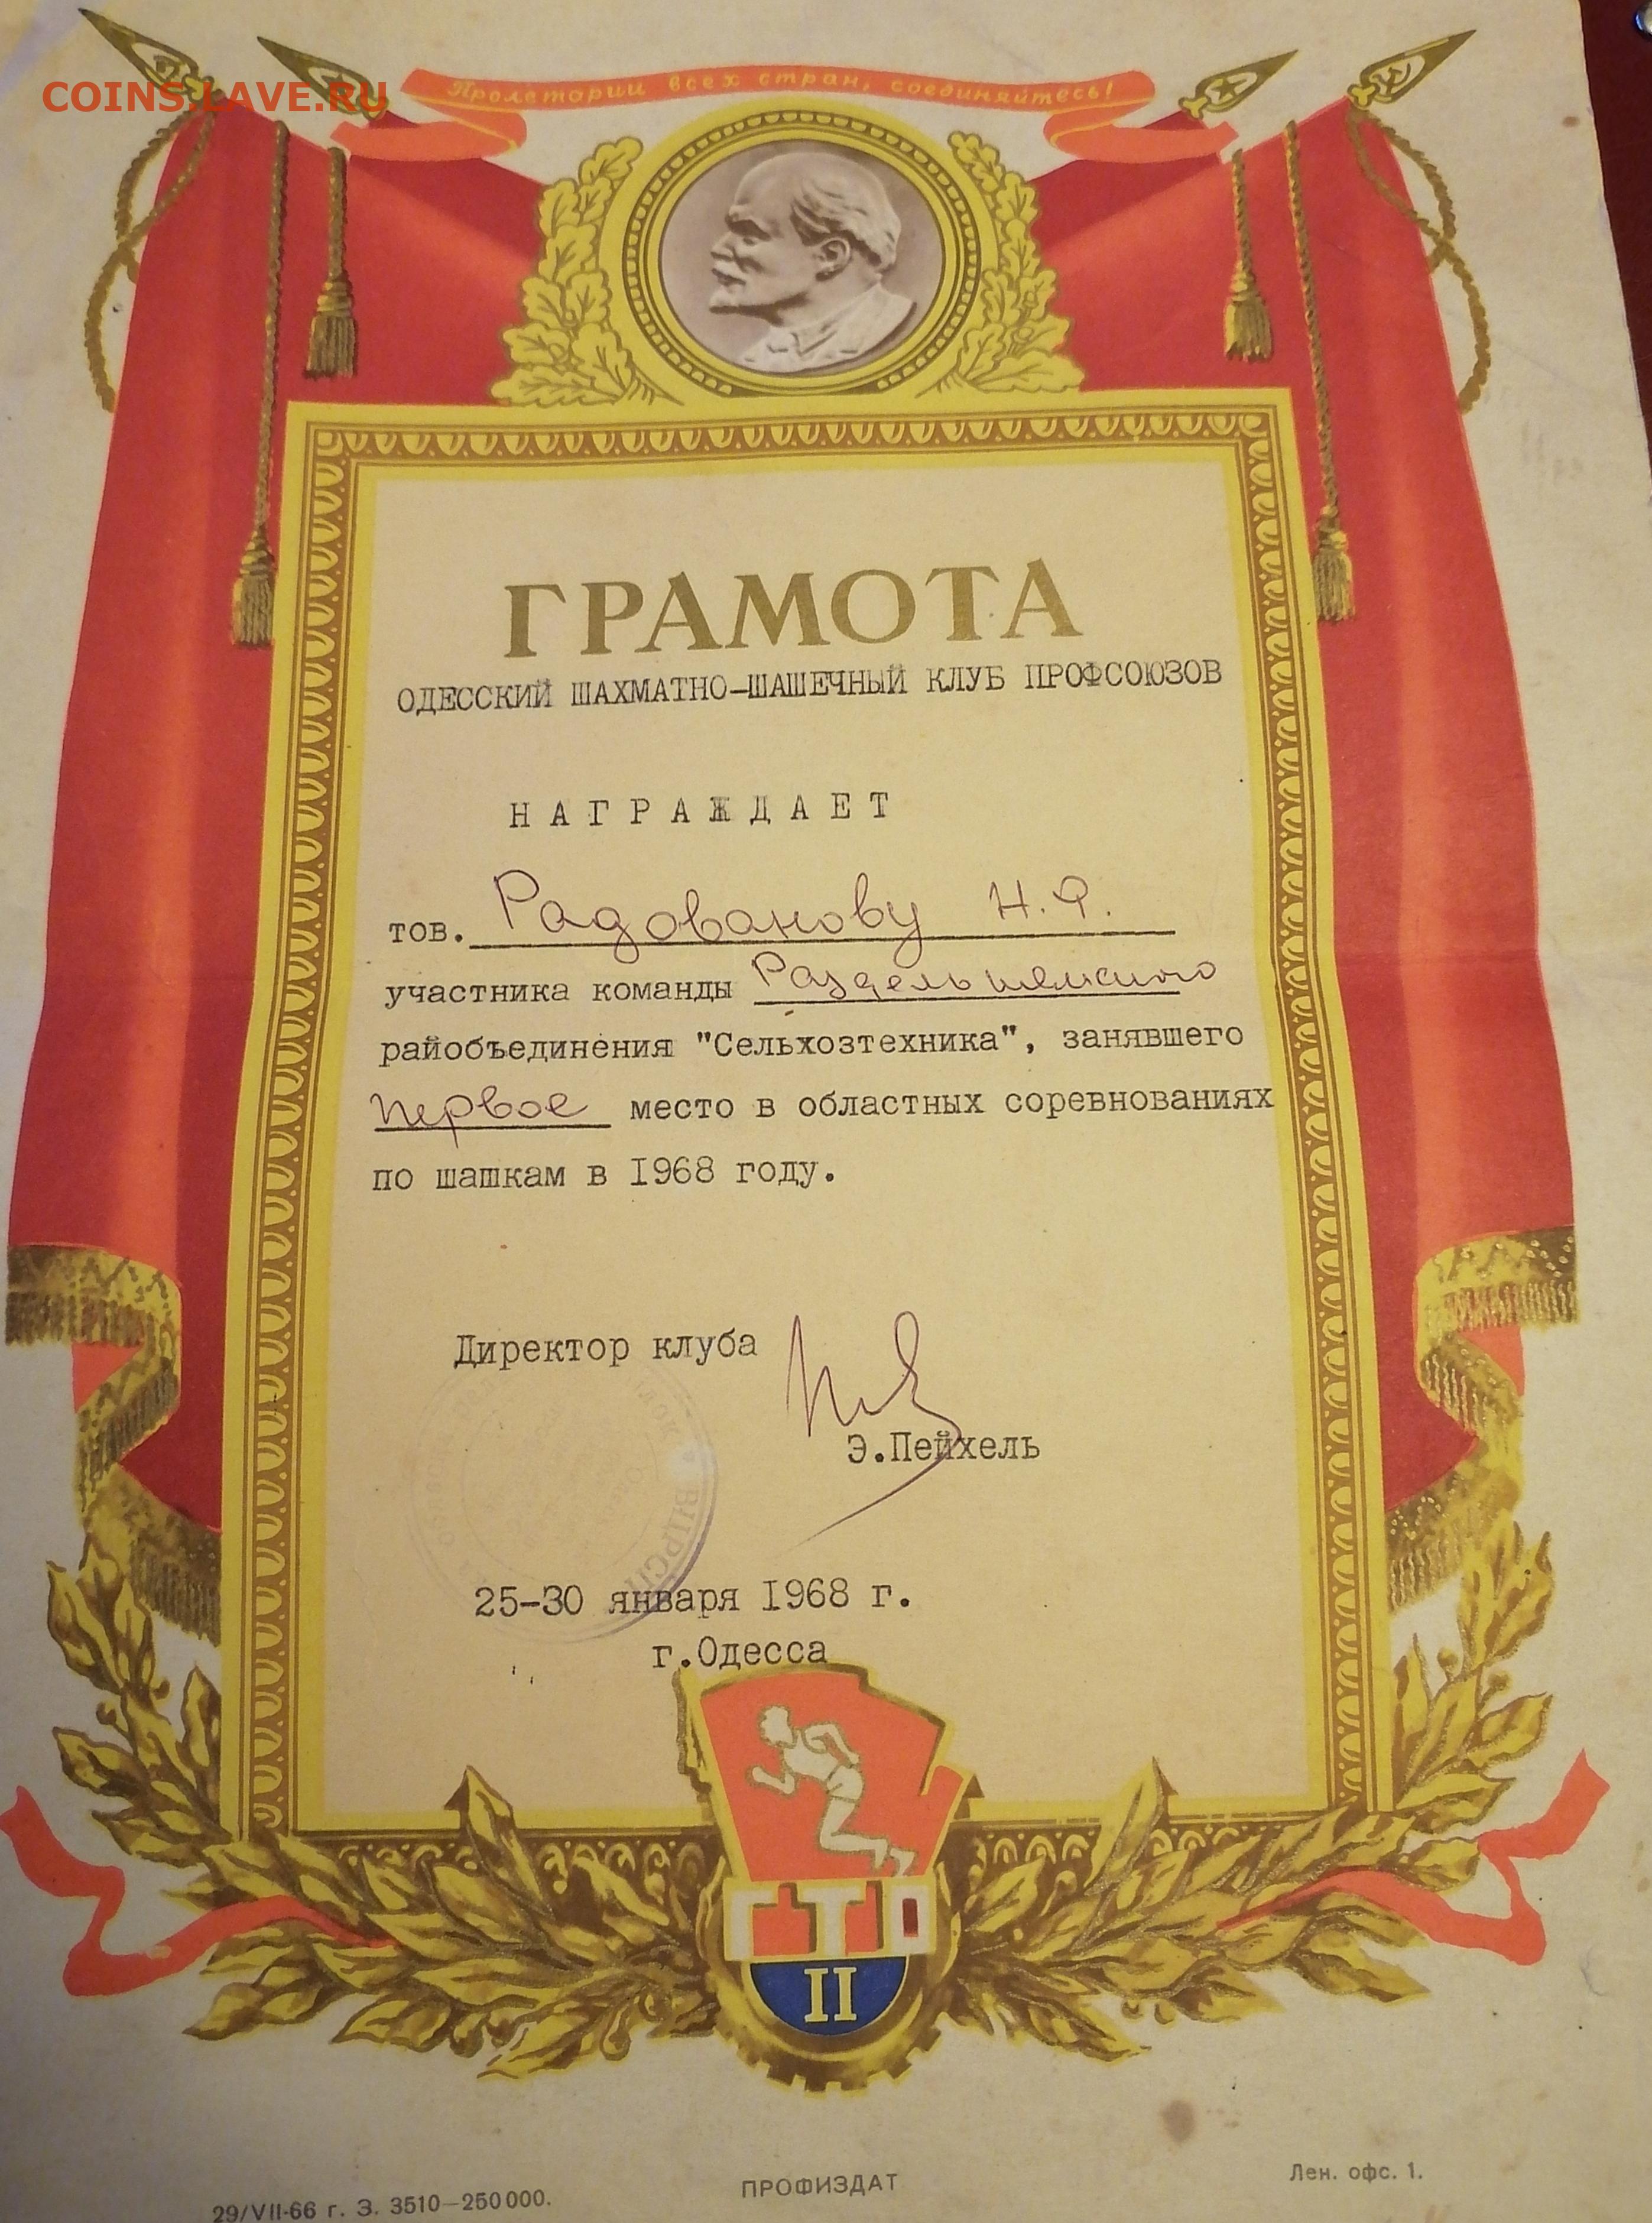 COINS.LAVE.RU
Пролетарии всех стран, соединяйтесь!
ГРАМОТА
ОДЕССКИЙ ШАХМАТНО-ШАШЕЧНЫЙ КЛУБ ПРОФСОЮЗОВ
НАГРАЖДАЕТ
тов. Радованову Н.Ф.
участника команды
райобъединения "Сельхозтехника", занявшего
первое место в областных соревнованиях
по шашкам в 1968 году.
Директор клуба
Э.Пейхель
25-30 января 1968 г.
г.Одесса
ГТО
II
29/VII-66 г. З. 3510—250000.
ПРОФИЗДАТ
Лен. офс. 1.